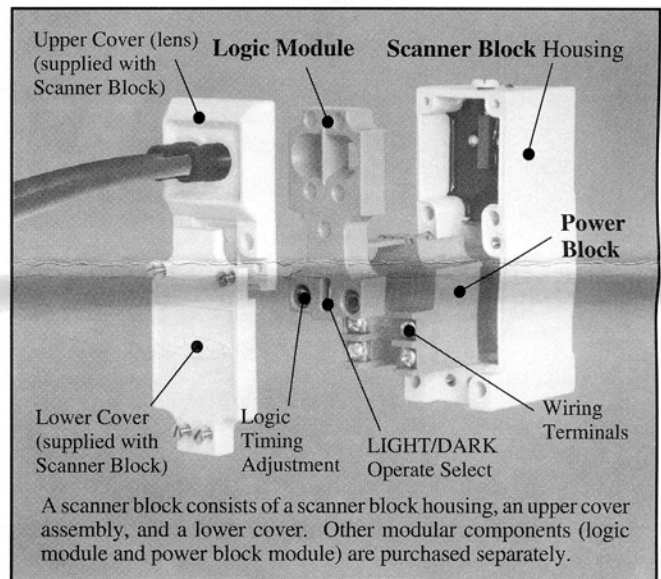 Upper Cover (lens)
(supplied with
Scanner Block)
Logic Module
Scanner Block Housing
Power
Block
Lower Cover
(supplied with
Scanner Block)
Logic
Timing
Adjustment
LIGHT/DARK
Operate Select
Wiring
Terminals
A scanner block consists of a scanner block housing, an upper cover
assembly, and a lower cover. Other modular components (logic
module and power block module) are purchased separately.